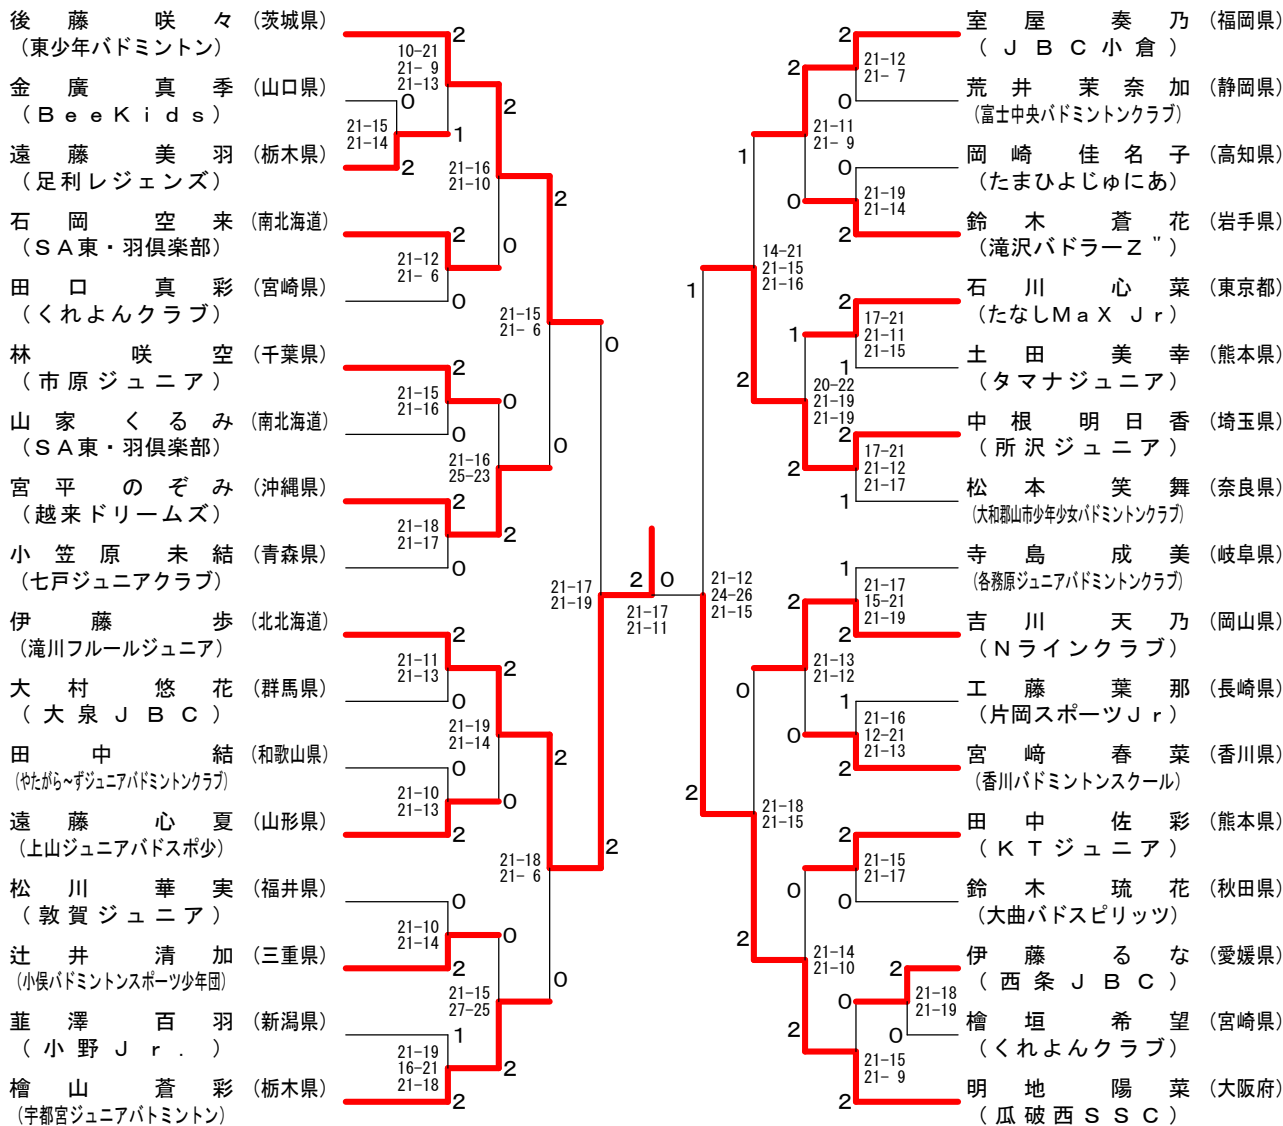 後藤 咲々 (茨城県)
(東少年バドミントン)
金廣 真季 (山口県)
(BeeKids)
遠藤 美羽 (栃木県)
(足利レジェンズ)
石岡 空来 (南北海道)
(SA東・羽倶楽部)
田口 真彩 (宮崎県)
(くれよんクラブ)
林 咲空 (千葉県)
(市原ジュニア)
山家 くるみ (南北海道)
(SA東・羽倶楽部)
宮平 のぞみ (沖縄県)
(越来ドリームズ)
小笠原 未結 (青森県)
(七戸ジュニアクラブ)
伊藤 歩 (北北海道)
(滝川フルールジュニア)
大村 悠花 (群馬県)
(大泉JBC)
田中 結 (和歌山県)
(やたがら~ずジュニアバドミントンクラブ)
遠藤 心夏 (山形県)
(上山ジュニアバドスポ少)
松川 華実 (福井県)
(敦賀ジュニア)
辻井 清加 (三重県)
(小俣バドミントンスポーツ少年団)
韮澤 百羽 (新潟県)
(小野Jr.)
檜山 蒼彩 (栃木県)
(宇都宮ジュニアバトミントン)
2
10-21
21- 9
21-13
0
21-15
21-14
1
2
2
21-16
21-10
2
21-12
21- 6
0
0
2
21-15
21- 6
2
21-15
21-16
0
0
21-16
25-23
0
2
21-18
21-17
2
0
0
21-17
21-19
2
21-11
21-13
2
0
21-19
21-14
2
0
21-10
21-13
0
2
21-18
21- 6
2
0
21-10
21-14
0
2
21-15
27-25
0
1
21-19
16-21
21-18
2
2
2
0
21-17
21-11
室屋 奏乃 (福岡県)
(JBC小倉)
荒井 茉奈加 (静岡県)
(富士中央バドミントンクラブ)
岡崎 佳名子 (高知県)
(たまひよじゅにあ)
鈴木 蒼花 (岩手県)
(滝沢バドラーZ")
石川 心菜 (東京都)
(たなしMaX Jr)
土田 美幸 (熊本県)
(タマナジュニア)
中根 明日香 (埼玉県)
(所沢ジュニア)
松本 笑舞 (奈良県)
(大和郡山市少年少女バドミントンクラブ)
寺島 成美 (岐阜県)
(各務原ジュニアバドミントンクラブ)
吉川 天乃 (岡山県)
(Nラインクラブ)
工藤 葉那 (長崎県)
(片岡スポーツJr)
宮﨑 春菜 (香川県)
(香川バドミントンスクール)
田中 佐彩 (熊本県)
(KTジュニア)
鈴木 琉花 (秋田県)
(大曲バドスピリッツ)
伊藤 るな (愛媛県)
(西条JBC)
檜垣 希望 (宮崎県)
(くれよんクラブ)
明地 陽菜 (大阪府)
(瓜破西SSC)
2
21-12
21- 7
2
0
21-11
21- 9
1
0
21-19
21-14
0
2
14-21
21-15
21-16
1
2
17-21
21-11
21-15
1
1
20-22
21-19
21-19
2
2
17-21
21-12
21-17
2
1
21-12
24-26
21-15
1
21-17
15-21
21-19
2
2
21-13
21-12
0
1
21-16
12-21
21-13
0
2
21-18
21-15
2
2
21-15
21-17
0
0
21-14
21-10
2
2
21-18
21-19
0
0
21-15
21- 9
2
2